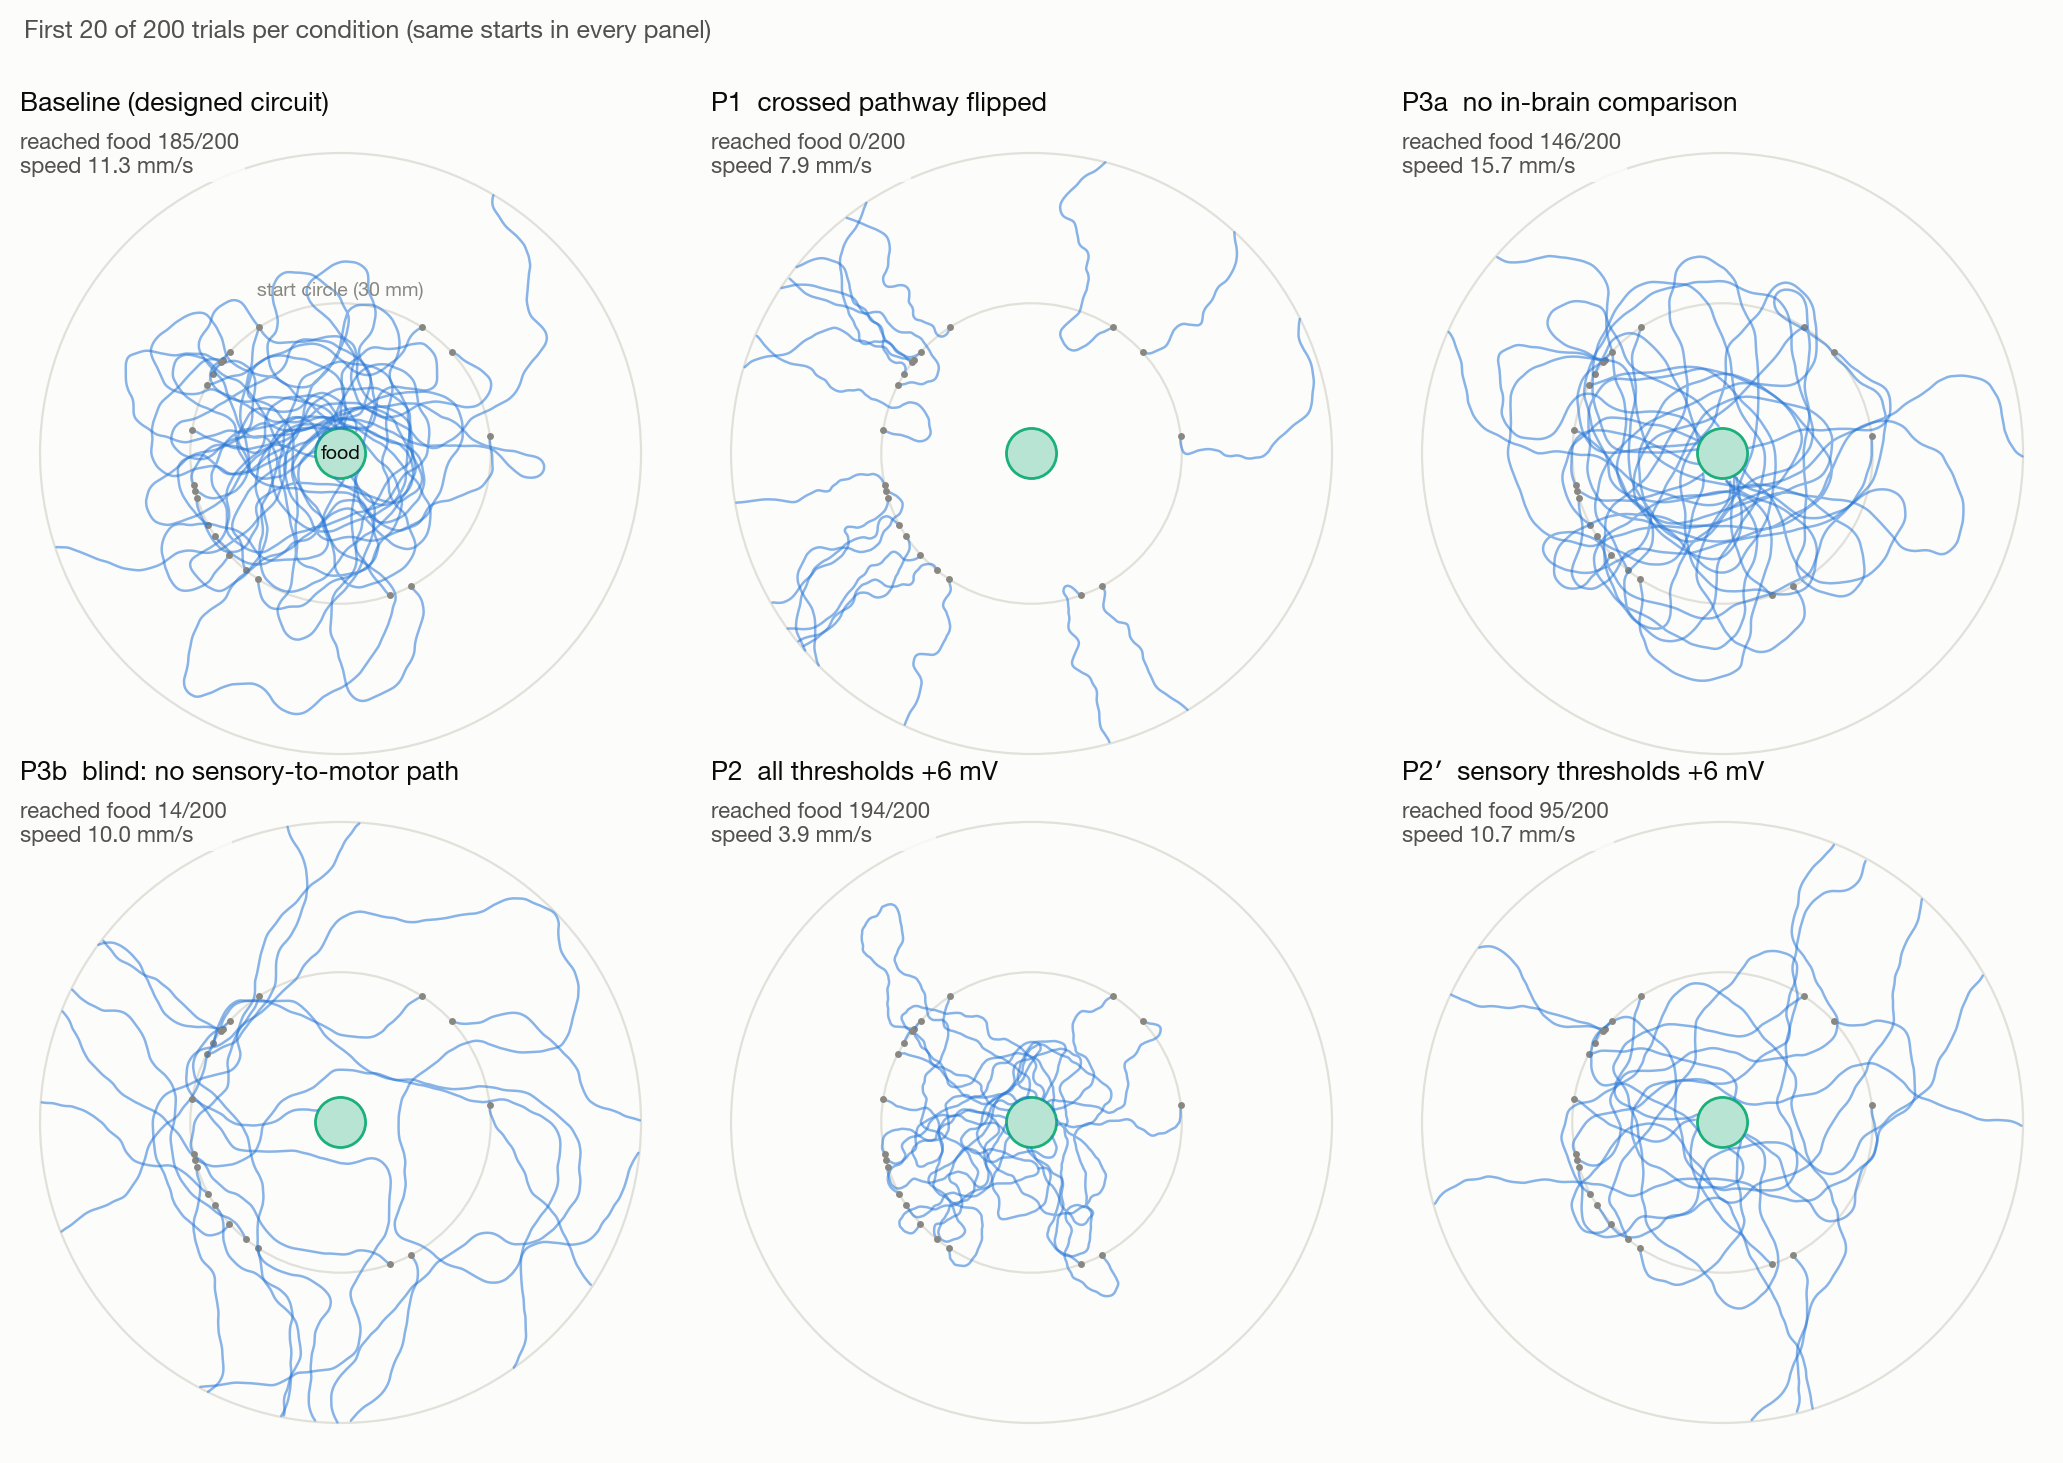 First 20 of 200 trials per condition (same starts in every panel)
Baseline (designed circuit)
reached food 185/200
speed 11.3 mm/s
start circle (30 mm)
food
P1 crossed pathway flipped
reached food 0/200
speed 7.9 mm/s
P3a no in-brain comparison
reached food 146/200
speed 15.7 mm/s
P3b blind: no sensory-to-motor path
reached food 14/200
speed 10.0 mm/s
P2 all thresholds +6 mV
reached food 194/200
speed 3.9 mm/s
P2′ sensory thresholds +6 mV
reached food 95/200
speed 10.7 mm/s